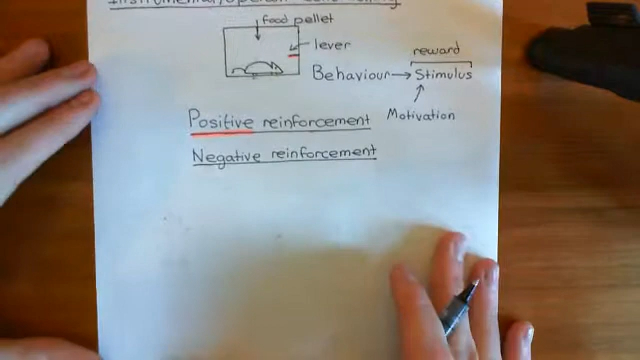 food pellet
lever
reward
Behaviour → Stimulus
Motivation
Positive reinforcement
Negative reinforcement